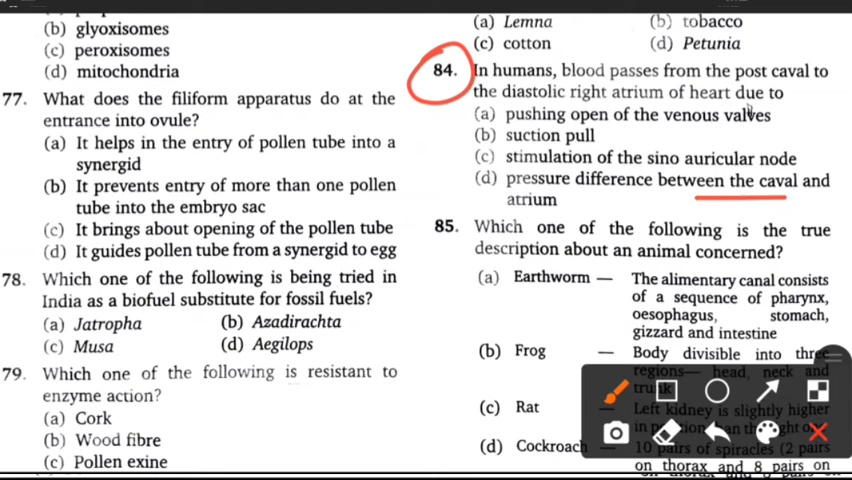 (b) glyoxisomes
(c) peroxisomes
(d) mitochondria
77. What does the filiform apparatus do at the
entrance into ovule?
(a) It helps in the entry of pollen tube into a
synergid
(b) It prevents entry of more than one pollen
tube into the embryo sac
(c) It brings about opening of the pollen tube
(d) It guides pollen tube from a synergid to egg
78. Which one of the following is being tried in
India as a biofuel substitute for fossil fuels?
(a) Jatropha (b) Azadirachta
(c) Musa (d) Aegilops
79. Which one of the following is resistant to
enzyme action?
(a) Cork
(b) Wood fibre
(c) Pollen exine
(a) Lemna (b) tobacco
(c) cotton (d) Petunia
84. In humans, blood passes from the post caval to
the diastolic right atrium of heart due to
(a) pushing open of the venous valves
(b) suction pull
(c) stimulation of the sino auricular node
(d) pressure difference between the caval and
atrium
85. Which one of the following is the true
description about an animal concerned?
(a) Earthworm — The alimentary canal consists
of a sequence of pharynx,
oesophagus, stomach,
gizzard and intestine
(b) Frog — Body divisible into three
regions— head, neck and
trunk
(c) Rat — Left kidney is slightly higher
in position than the right one
(d) Cockroach — 10 pairs of spiracles (2 pairs
on thorax and 8 pairs on